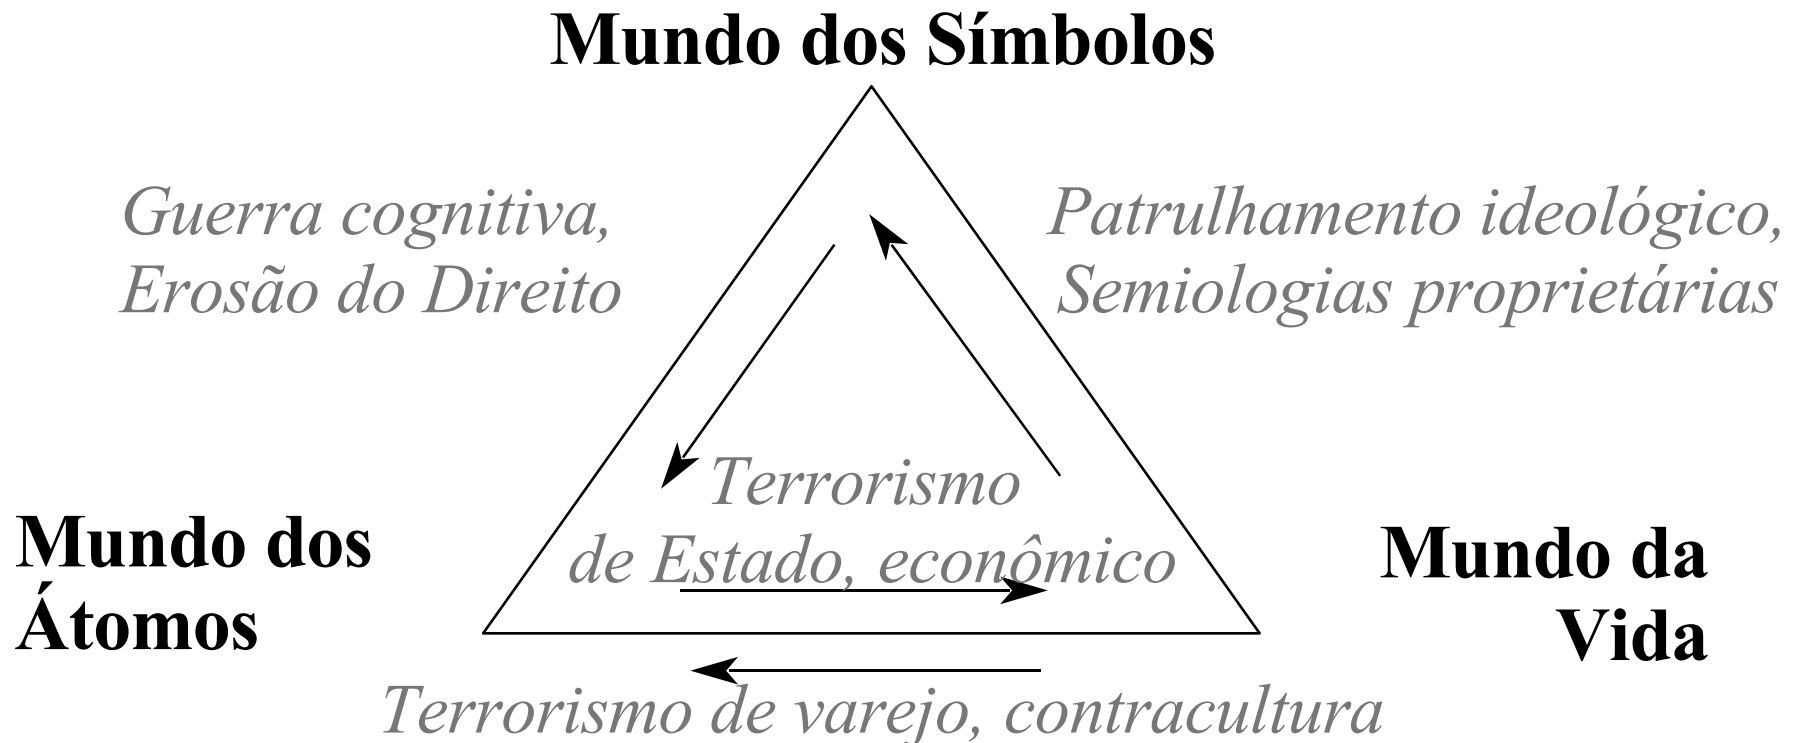 Mundo dos Símbolos
Guerra cognitiva,
Erosão do Direito
Patrulhamento ideológico,
Semiologias proprietárias
Terrorismo
de Estado, econômico
Mundo dos
Átomos
Mundo da
Vida
Terrorismo de varejo, contracultura